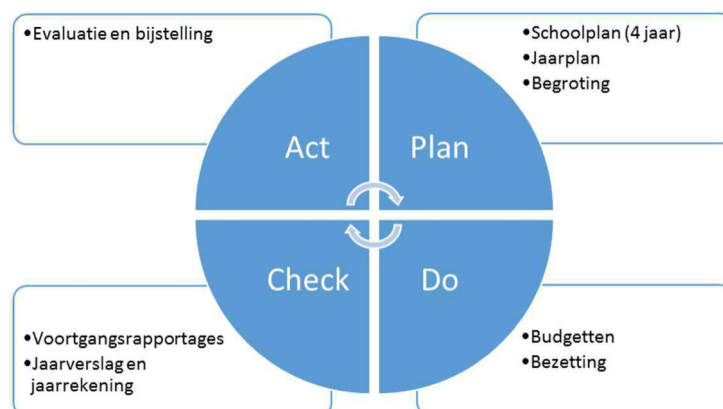 •Evaluatie en bijstelling
•Schoolplan (4 jaar)
•Jaarplan
•Begroting
Act
Plan
Check
Do
•Voortgangsrapportages
•Jaarverslag en
jaarrekening
•Budgetten
•Bezetting